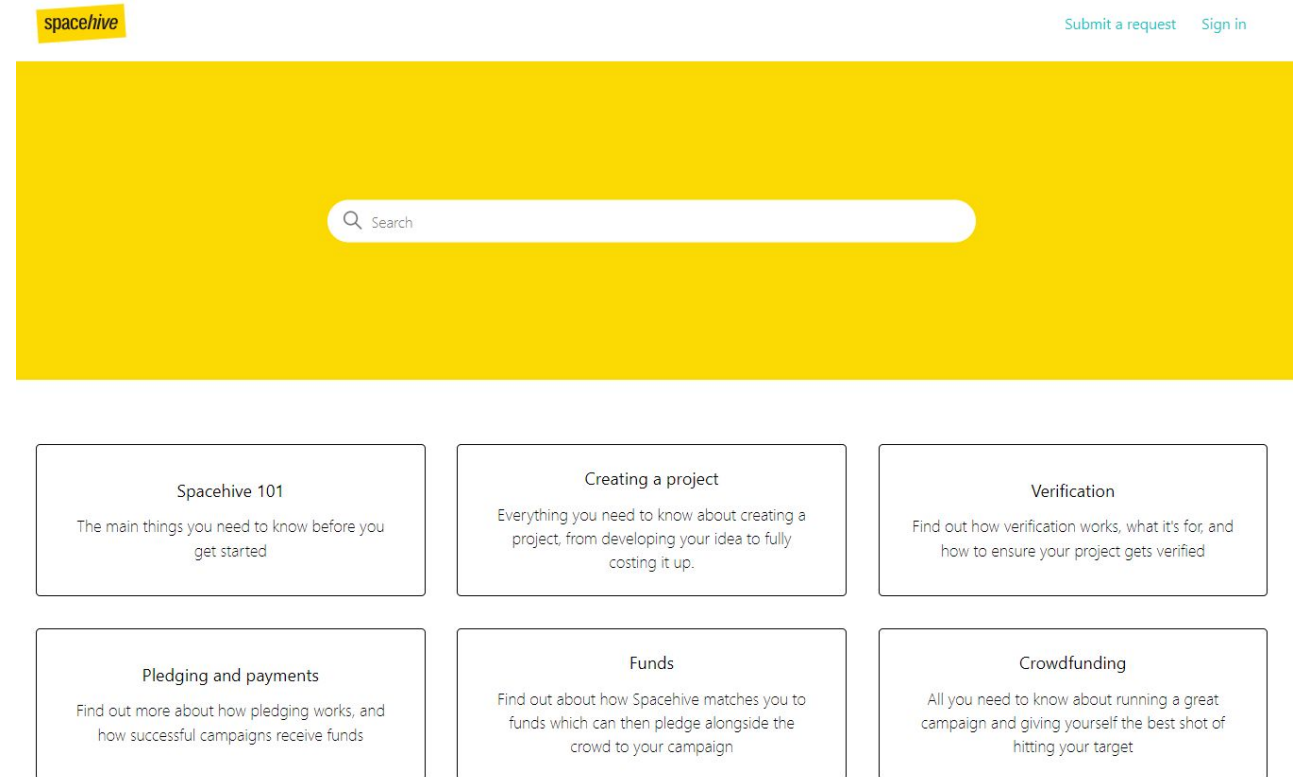 spacehive
Submit a request
Sign in
Search
Spacehive 101
The main things you need to know before you
get started
Creating a project
Everything you need to know about creating a
project, from developing your idea to fully
costing it up.
Verification
Find out how verification works, what it's for, and
how to ensure your project gets verified
Pledging and payments
Find out more about how pledging works, and
how successful campaigns receive funds
Funds
Find out about how Spacehive matches you to
funds which can then pledge alongside the
crowd to your campaign
Crowdfunding
All you need to know about running a great
campaign and giving yourself the best shot of
hitting your target